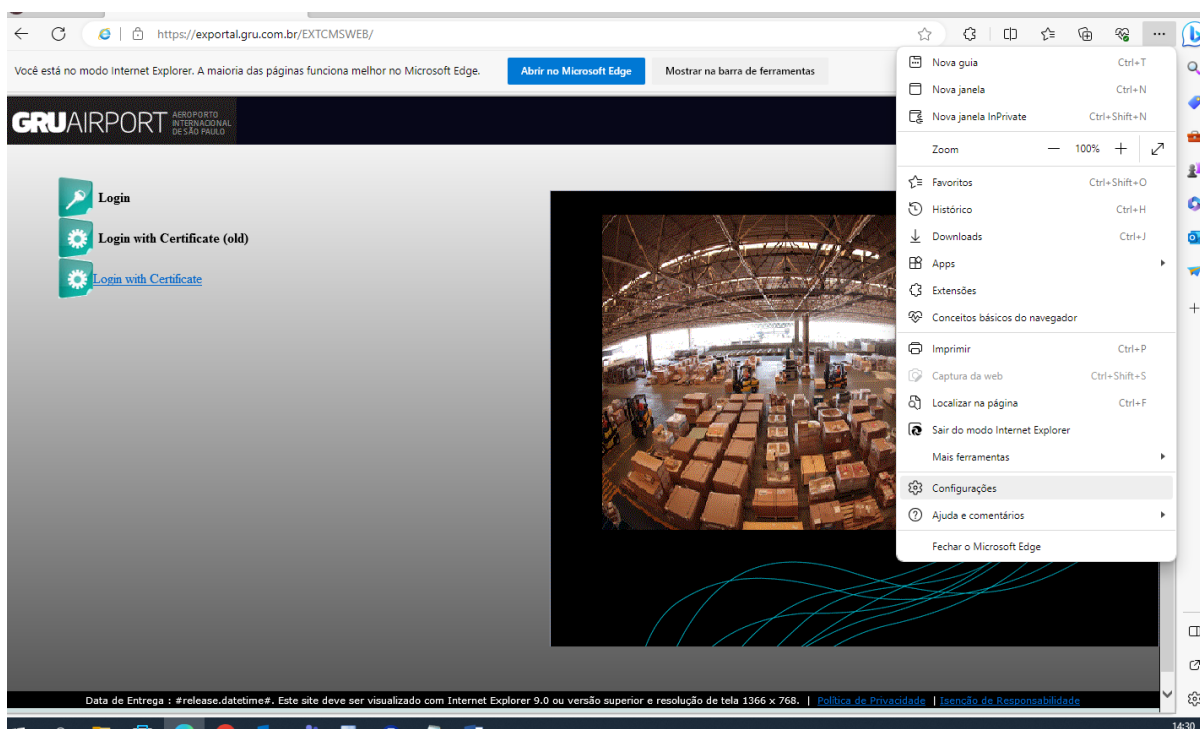 https://exportal.gru.com.br/EXTCMSWEB/
Você está no modo Internet Explorer. A maioria das páginas funciona melhor no Microsoft Edge.
Abrir no Microsoft Edge
Mostrar na barra de ferramentas
GRUAIRPORT
AEROPORTO
INTERNACIONAL
DE SÃO PAULO
Login
Login with Certificate (old)
Login with Certificate
Nova guia Ctrl+T
Nova janela Ctrl+N
Nova janela InPrivate Ctrl+Shift+N
Zoom — 100% +
Favoritos Ctrl+Shift+O
Histórico Ctrl+H
Downloads Ctrl+J
Apps
Extensões
Conceitos básicos do navegador
Imprimir Ctrl+P
Captura da web Ctrl+Shift+S
Localizar na página Ctrl+F
Sair do modo Internet Explorer
Mais ferramentas
Configurações
Ajuda e comentários
Fechar o Microsoft Edge
Data de Entrega : #release.datetime#. Este site deve ser visualizado com Internet Explorer 9.0 ou versão superior e resolução de tela 1366 x 768. | Política de Privacidade | Isenção de Responsabilidade
14:30